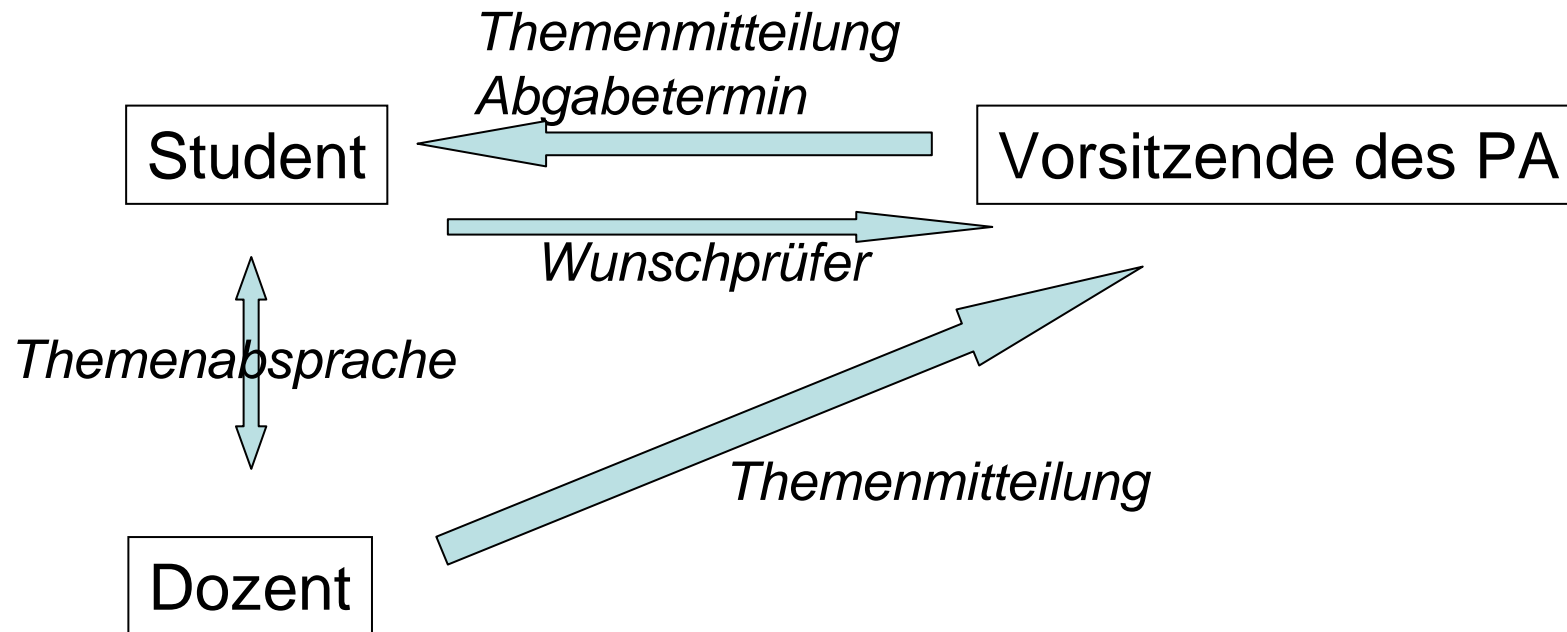 Themenmitteilung
Abgabetermin
Student
Vorsitzende des PA
Wunschprüfer
Themenabsprache
Themenmitteilung
Dozent